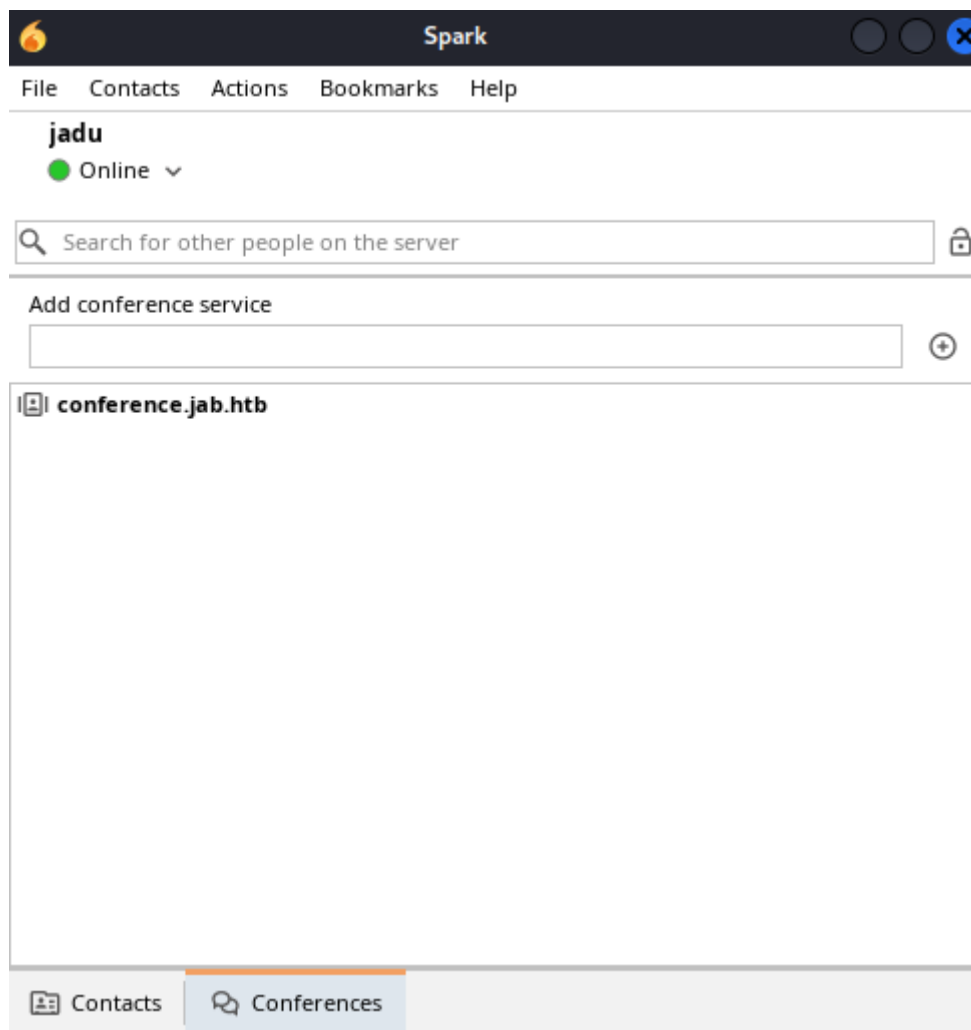 Spark
File Contacts Actions Bookmarks Help
jadu
Online
Search for other people on the server
Add conference service
conference.jab.htb
Contacts Conferences